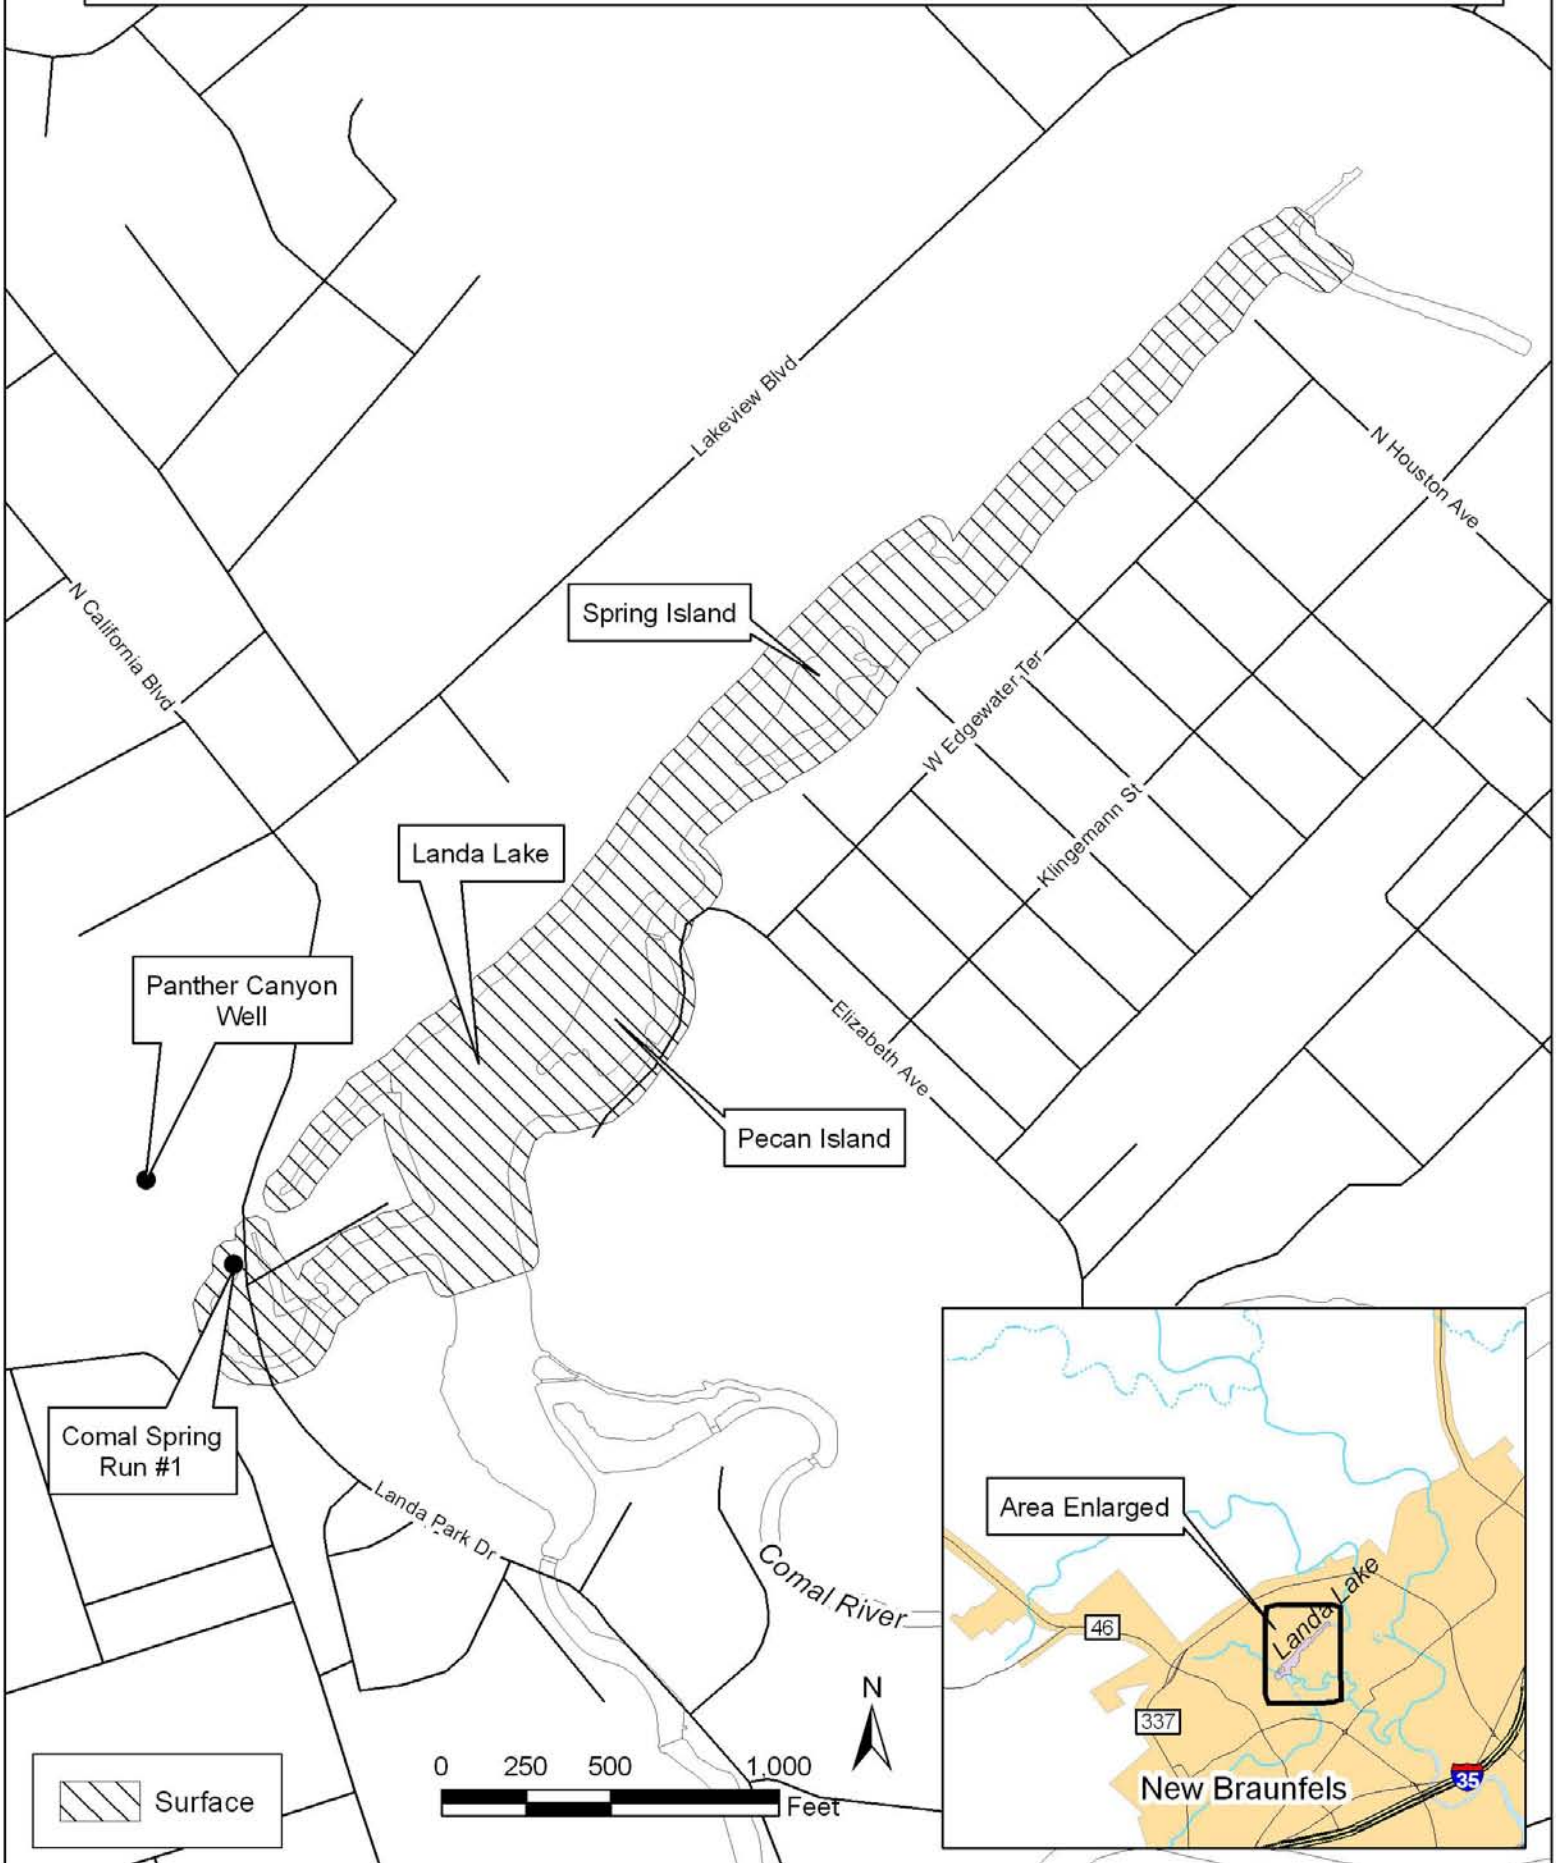 Lakeview Blvd
N Houston Ave
N California Blvd
Spring Island
W Edgewater Ter
Klingemann St
Landa Lake
Panther Canyon
Well
Elizabeth Ave
Pecan Island
Comal Spring
Run #1
Landa Park Dr
Comal River
Area Enlarged
Landa Lake
46
337
New Braunfels
35
N
0 250 500 1,000
Feet
Surface